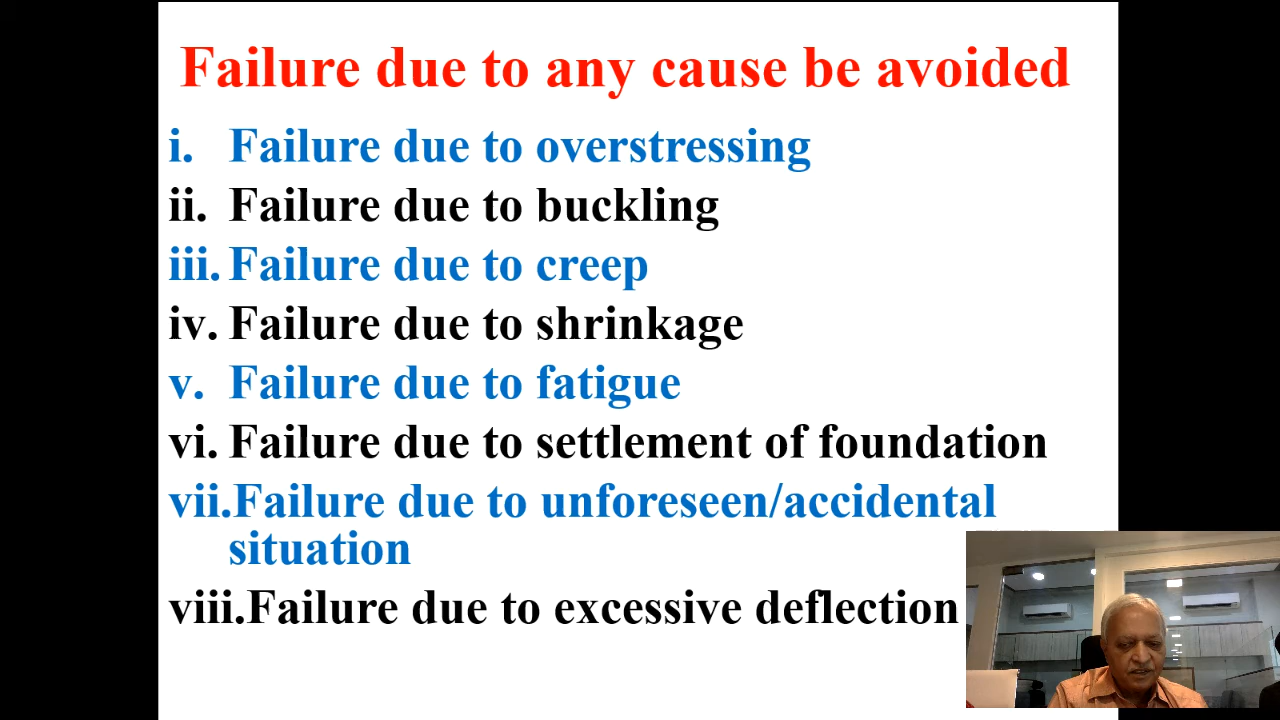 Failure due to any cause be avoided
i. Failure due to overstressing
ii. Failure due to buckling
iii. Failure due to creep
iv. Failure due to shrinkage
v. Failure due to fatigue
vi. Failure due to settlement of foundation
vii.Failure due to unforeseen/accidental
situation
viii.Failure due to excessive deflection